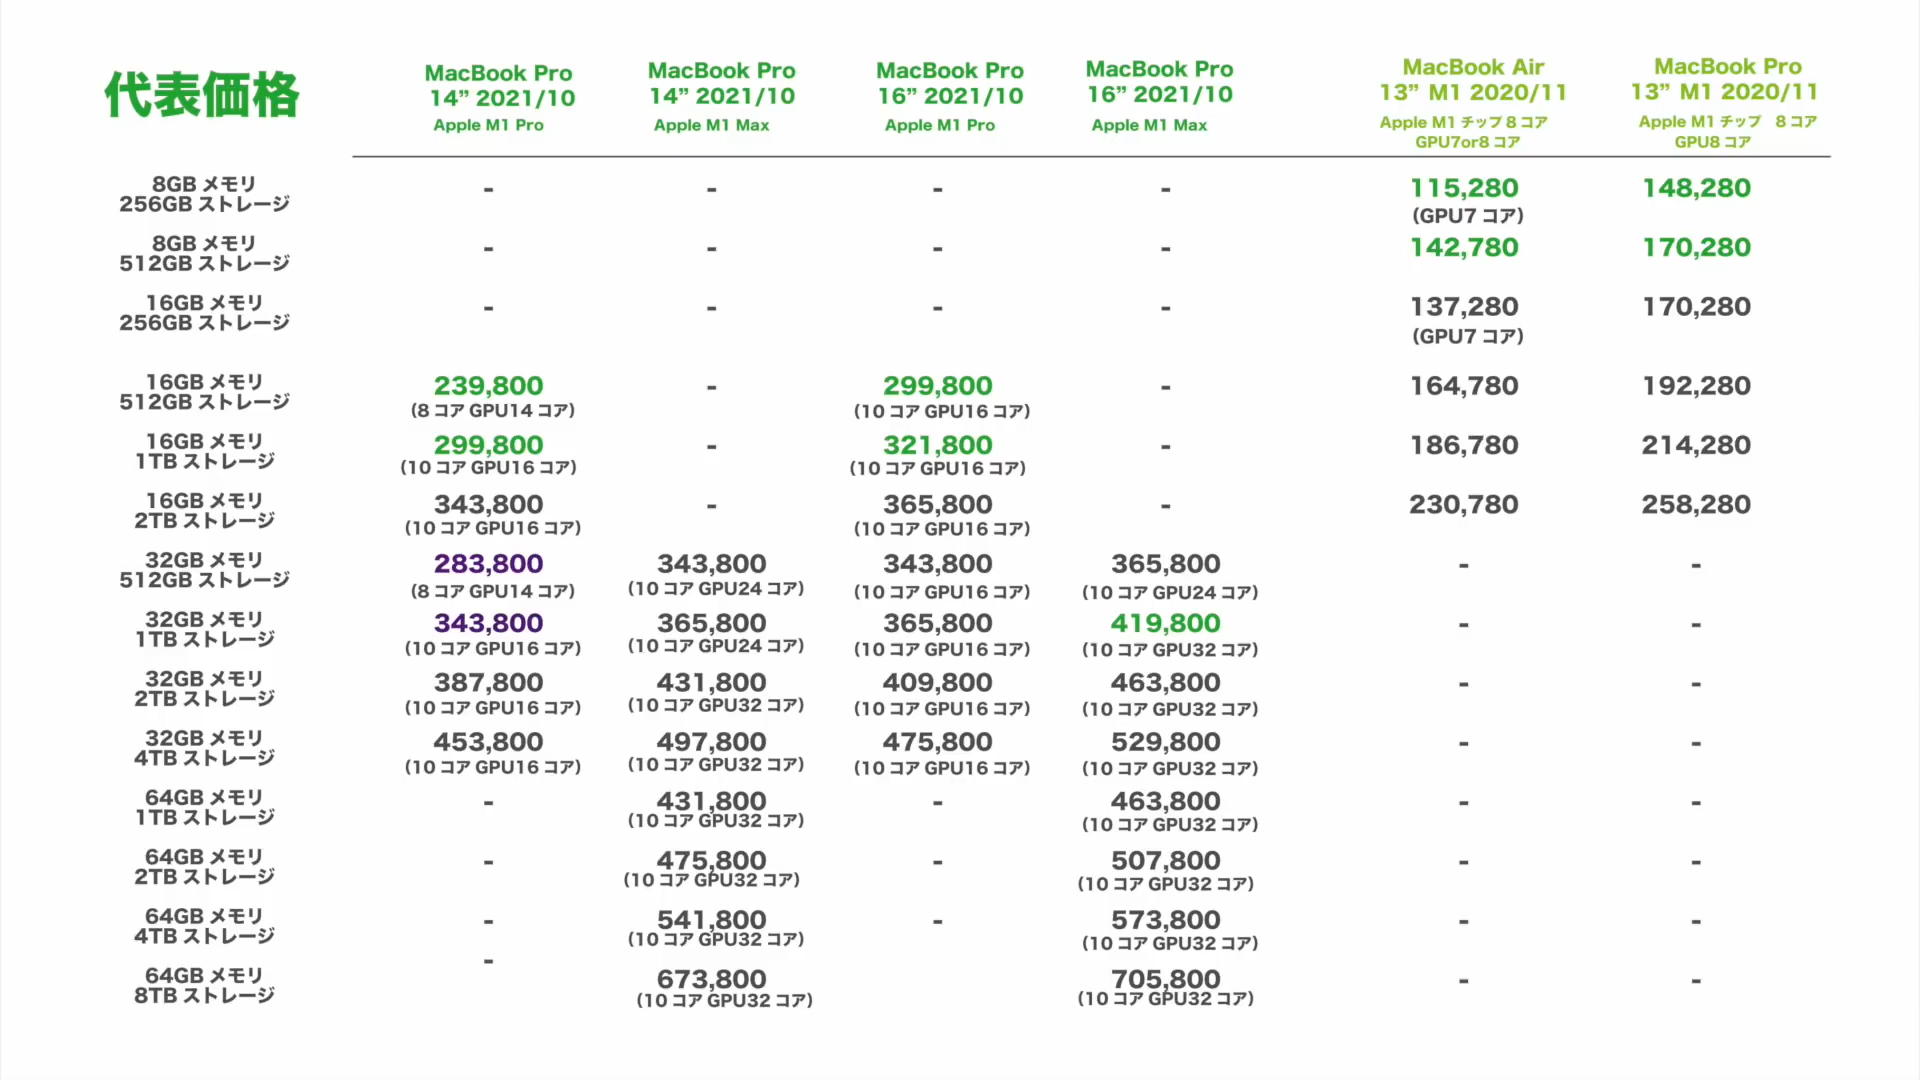 代表価格
MacBook Pro
14” 2021/10
Apple M1 Pro
MacBook Pro
14” 2021/10
Apple M1 Max
MacBook Pro
16” 2021/10
Apple M1 Pro
MacBook Pro
16” 2021/10
Apple M1 Max
MacBook Air
13” M1 2020/11
Apple M1 チップ 8 コア
GPU7or8 コア
MacBook Pro
13” M1 2020/11
Apple M1 チップ 8 コア
GPU8 コア
8GB メモリ
256GB ストレージ
- - - - 115,280 148,280
(GPU7 コア)
8GB メモリ
512GB ストレージ
- - - - 142,780 170,280
16GB メモリ
256GB ストレージ
- - - - 137,280 170,280
(GPU7 コア)
16GB メモリ
512GB ストレージ
239,800 - 299,800 - 164,780 192,280
(8 コア GPU14 コア) (10 コア GPU16 コア)
16GB メモリ
1TB ストレージ
299,800 - 321,800 - 186,780 214,280
(10 コア GPU16 コア) (10 コア GPU16 コア)
16GB メモリ
2TB ストレージ
343,800 - 365,800 - 230,780 258,280
(10 コア GPU16 コア) (10 コア GPU16 コア)
32GB メモリ
512GB ストレージ
283,800 343,800 343,800 365,800 - -
(8 コア GPU14 コア) (10 コア GPU24 コア) (10 コア GPU16 コア) (10 コア GPU24 コア)
32GB メモリ
1TB ストレージ
343,800 365,800 365,800 419,800 - -
(10 コア GPU16 コア) (10 コア GPU24 コア) (10 コア GPU16 コア) (10 コア GPU32 コア)
32GB メモリ
2TB ストレージ
387,800 431,800 409,800 463,800 - -
(10 コア GPU16 コア) (10 コア GPU32 コア) (10 コア GPU16 コア) (10 コア GPU32 コア)
32GB メモリ
4TB ストレージ
453,800 497,800 475,800 529,800 - -
(10 コア GPU16 コア) (10 コア GPU32 コア) (10 コア GPU16 コア) (10 コア GPU32 コア)
64GB メモリ
1TB ストレージ
- 431,800 - 463,800 - -
(10 コア GPU32 コア) (10 コア GPU32 コア)
64GB メモリ
2TB ストレージ
- 475,800 - 507,800 - -
(10 コア GPU32 コア) (10 コア GPU32 コア)
64GB メモリ
4TB ストレージ
- 541,800 - 573,800 - -
(10 コア GPU32 コア) (10 コア GPU32 コア)
64GB メモリ
8TB ストレージ
- 673,800 705,800 - -
(10 コア GPU32 コア) (10 コア GPU32 コア)